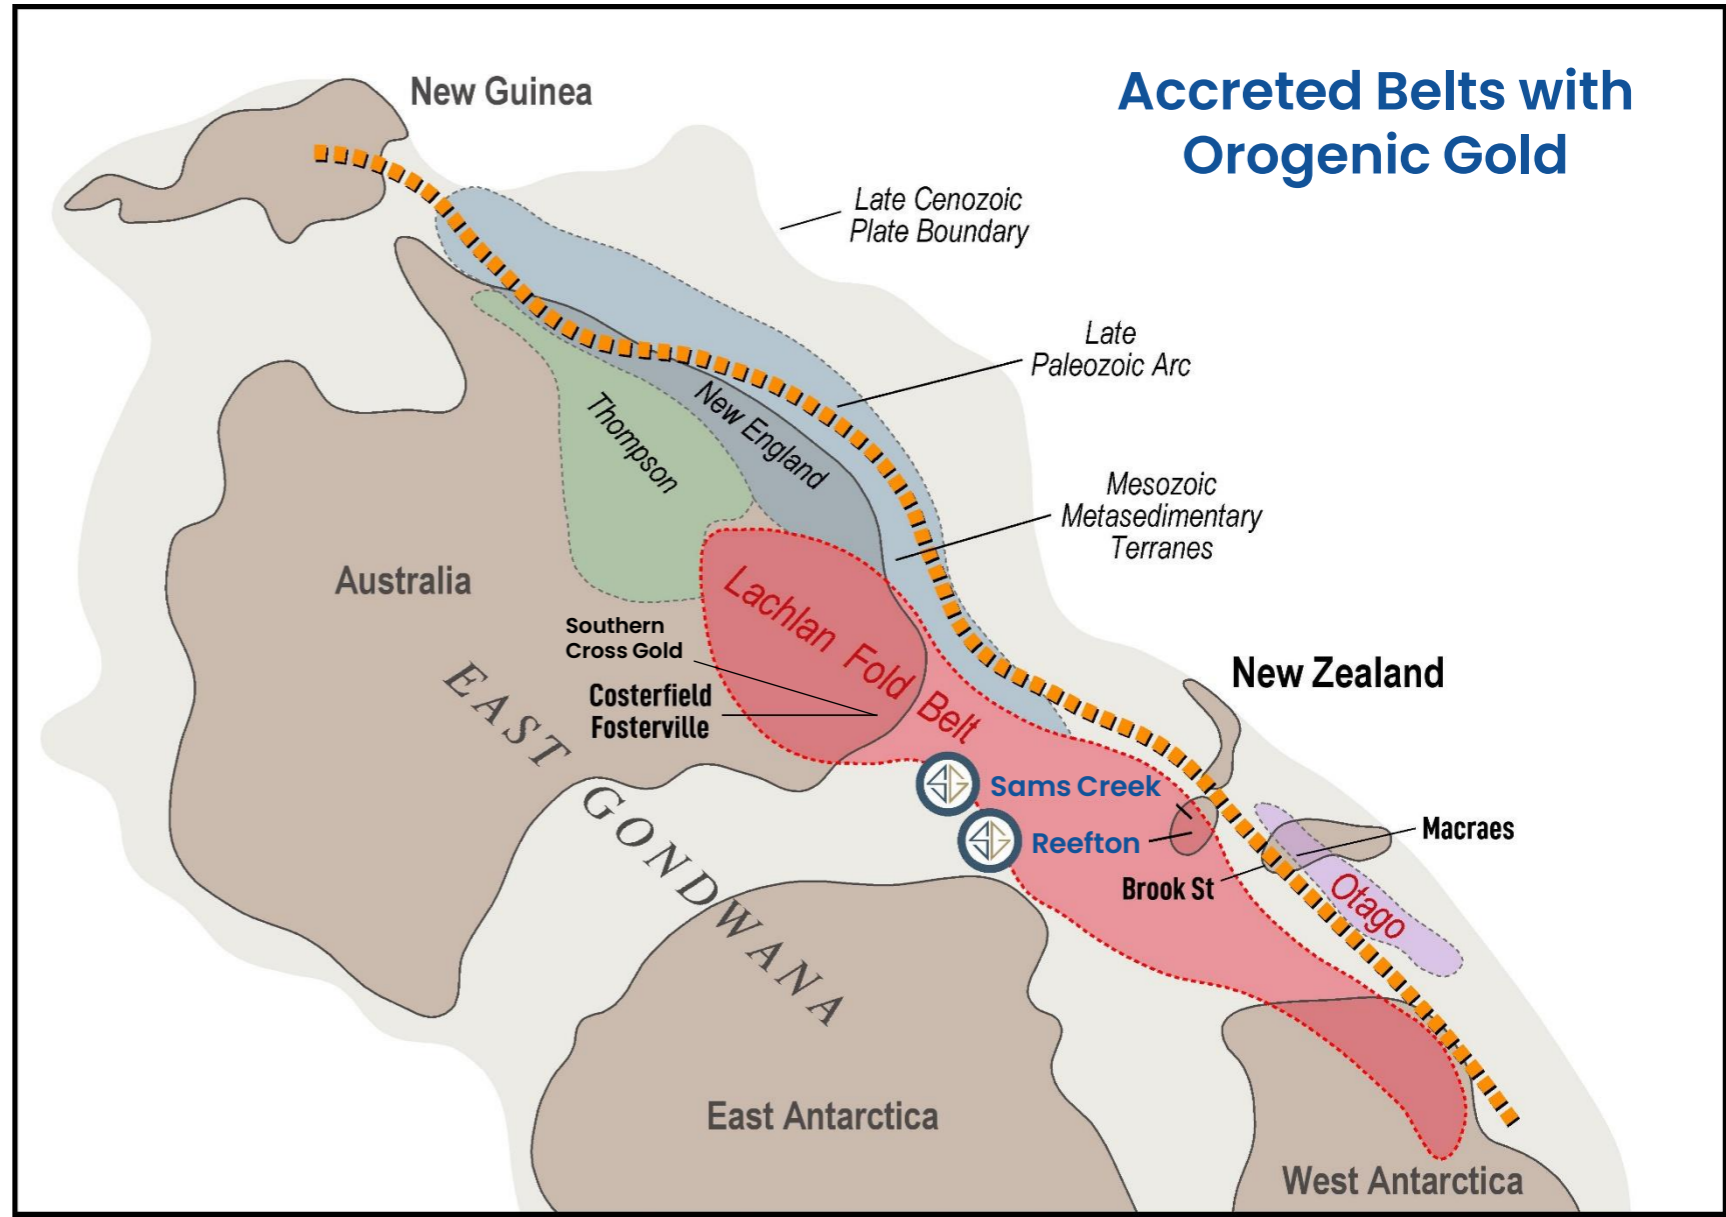 Accreted Belts with
Orogenic Gold
New Guinea
Late Cenozoic
Plate Boundary
Late
Paleozoic Arc
New England
Thompson
Mesozoic
Metasedimentary
Terranes
Australia
Lachlan Fold Belt
Southern
Cross Gold
Costerfield
Fosterville
New Zealand
EAST GONDWANA
Sams Creek
Reefton
Macraes
Brook St
Otago
East Antarctica
West Antarctica